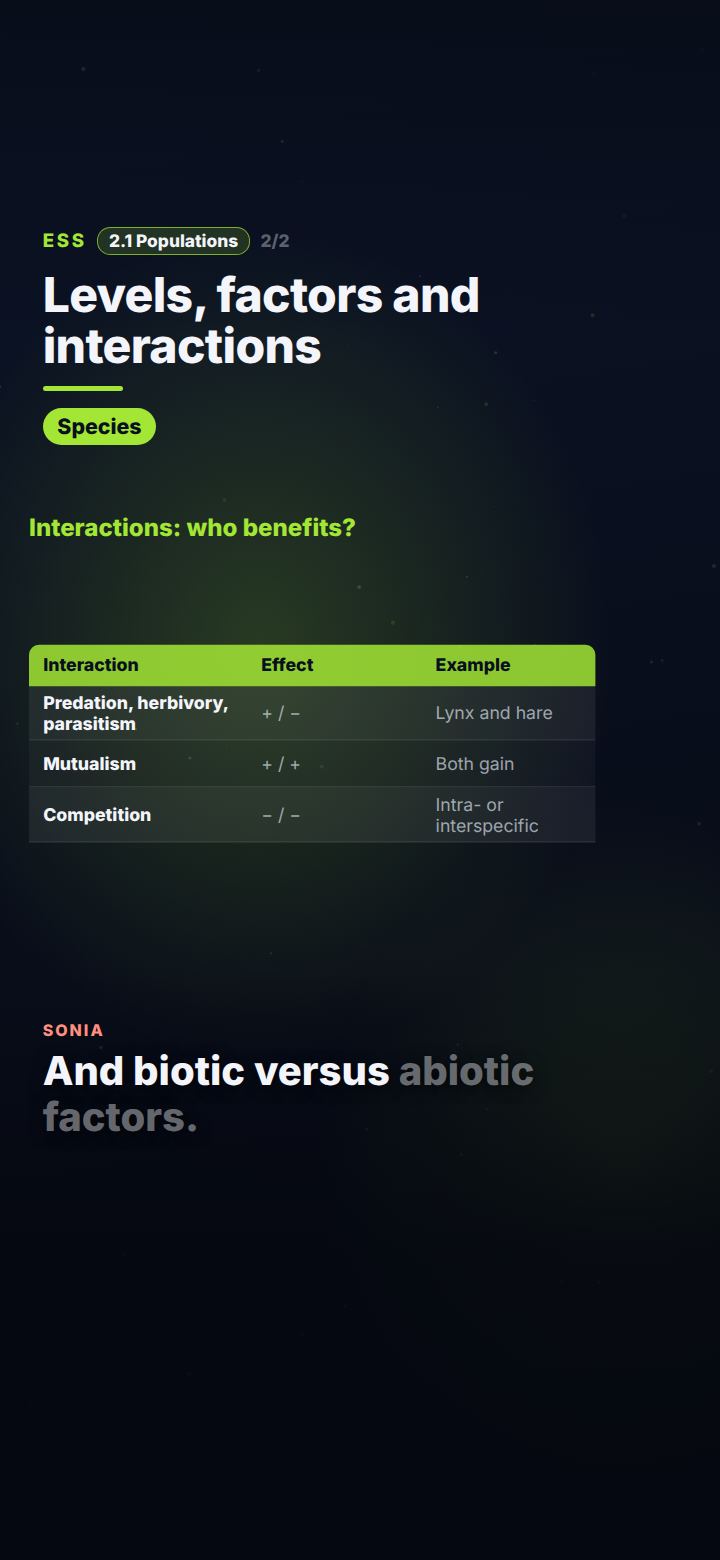 ESS 2.1 Populations 2/2
Levels, factors and
interactions
Species
Interactions: who benefits?
Interaction Effect Example
Predation, herbivory,
parasitism + / − Lynx and hare
Mutualism + / + Both gain
Competition − / − Intra- or
interspecific
SONIA
And biotic versus abiotic
factors.